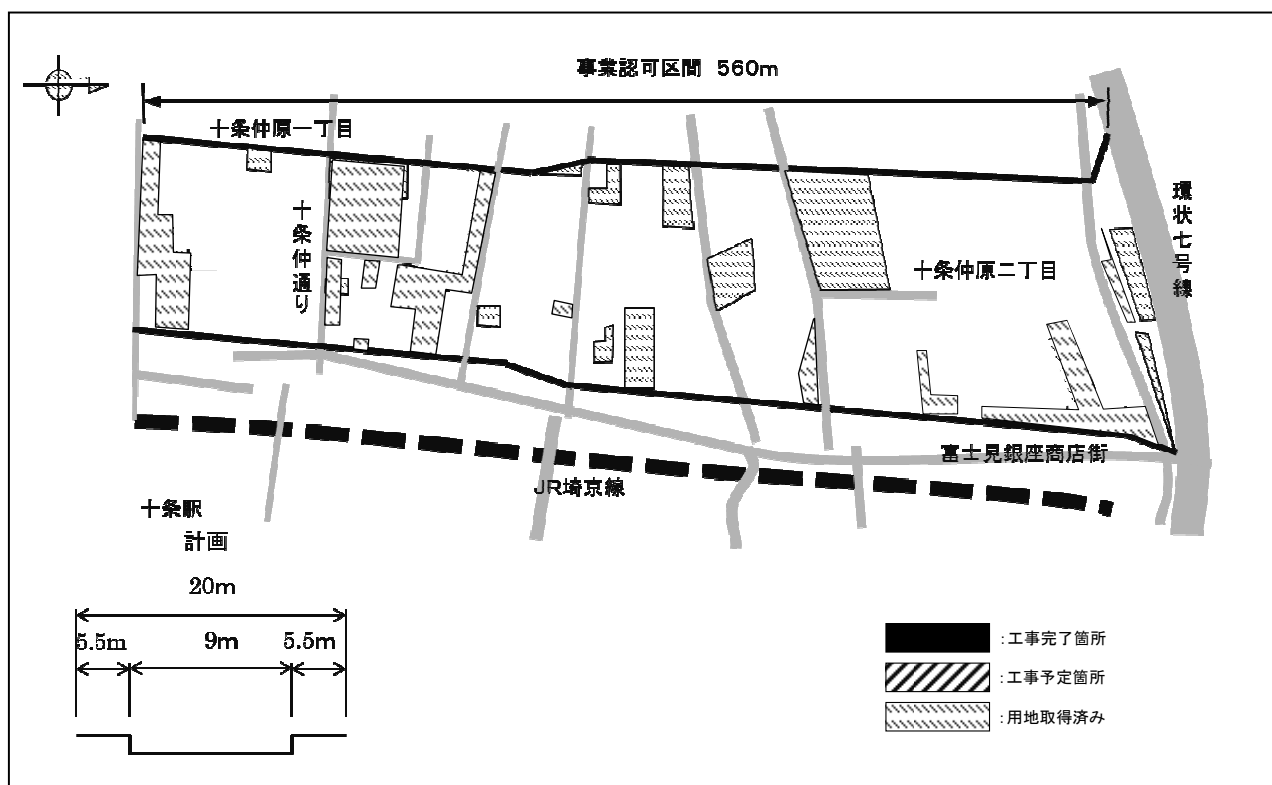 事業認可区間 560m
十条仲原一丁目
十条仲通り
環状七号線
十条仲原二丁目
富士見銀座商店街
JR埼京線
十条駅
計画
20m
5.5m 9m 5.5m
:工事完了箇所
:工事予定箇所
:用地取得済み